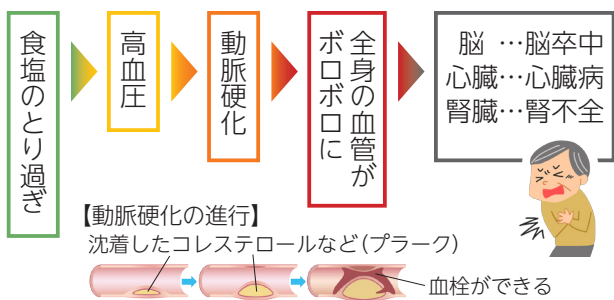 食塩のとり過ぎ
高血圧
動脈硬化
全身の血管が
ボロボロに
脳…脳卒中
心臓…心臓病
腎臓…腎不全
【動脈硬化の進行】
沈着したコレステロールなど(プラーク)
血栓ができる